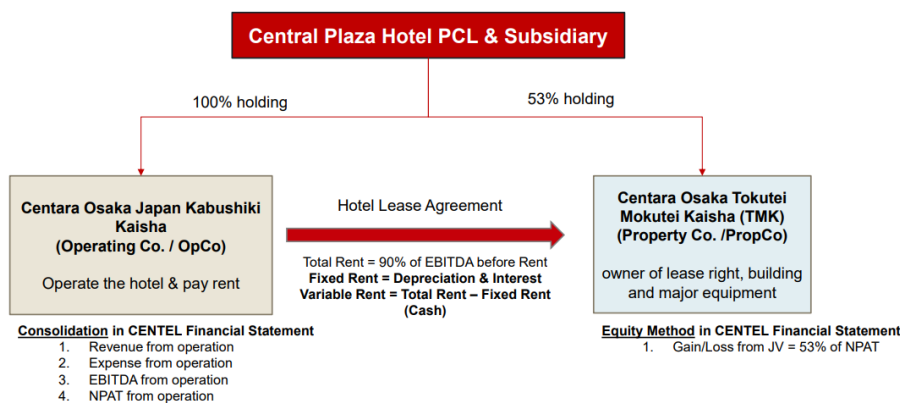 Central Plaza Hotel PCL & Subsidiary
100% holding
53% holding
Centara Osaka Japan Kabushiki
Kaisha
(Operating Co. / OpCo)
Operate the hotel & pay rent
Hotel Lease Agreement
Total Rent = 90% of EBITDA before Rent
Fixed Rent = Depreciation & Interest
Variable Rent = Total Rent – Fixed Rent
(Cash)
Centara Osaka Tokutei
Mokutei Kaisha (TMK)
(Property Co. /PropCo)
owner of lease right, building
and major equipment
Consolidation in CENTEL Financial Statement
1. Revenue from operation
2. Expense from operation
3. EBITDA from operation
4. NPAT from operation
Equity Method in CENTEL Financial Statement
1. Gain/Loss from JV = 53% of NPAT